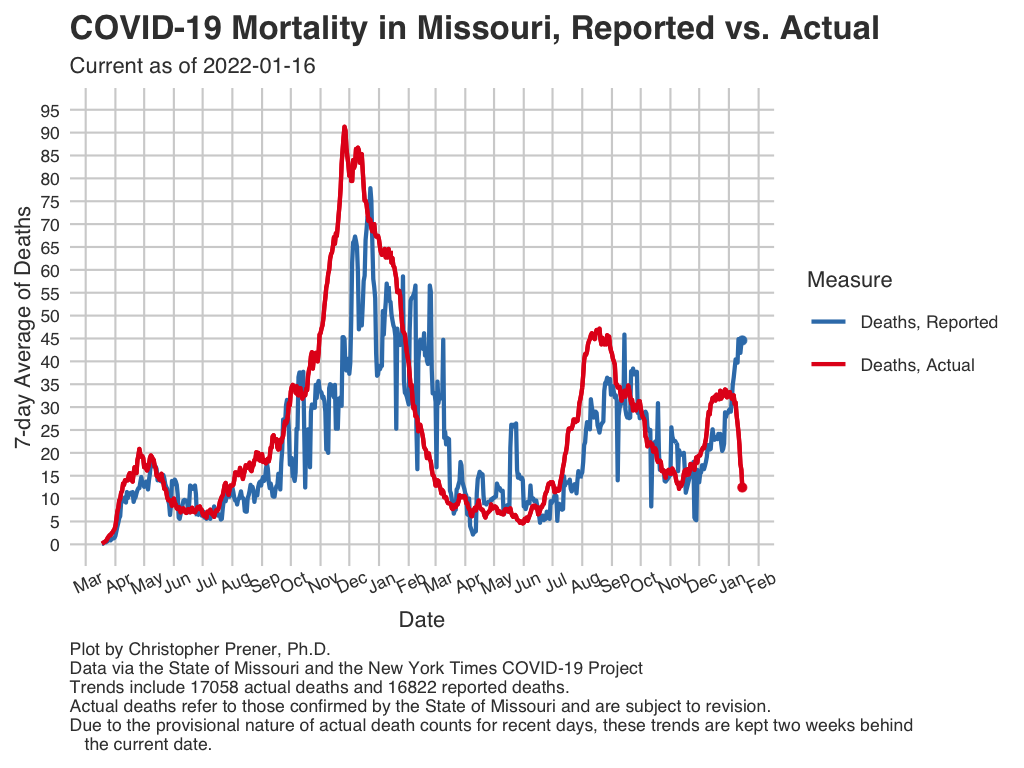 COVID-19 Mortality in Missouri, Reported vs. Actual
Current as of 2022-01-16
95
90
85
80
75
70
65
60
55
50
45
40
35
30
25
20
15
10
5
0
7-day Average of Deaths
Mar Apr May Jun Jul Aug Sep Oct Nov Dec Jan Feb Mar Apr May Jun Jul Aug Sep Oct Nov Dec Jan Feb
Date
Measure
Deaths, Reported
Deaths, Actual
Plot by Christopher Prener, Ph.D.
Data via the State of Missouri and the New York Times COVID-19 Project
Trends include 17058 actual deaths and 16822 reported deaths.
Actual deaths refer to those confirmed by the State of Missouri and are subject to revision.
Due to the provisional nature of actual death counts for recent days, these trends are kept two weeks behind
the current date.